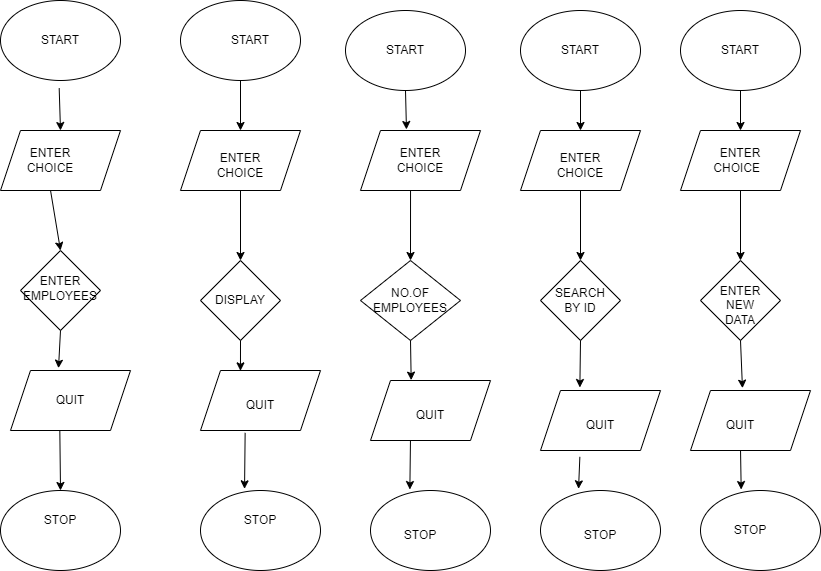 START
ENTER
CHOICE
ENTER
EMPLOYEES
QUIT
STOP
START
ENTER
CHOICE
DISPLAY
QUIT
STOP
START
ENTER
CHOICE
NO.OF
EMPLOYEES
QUIT
STOP
START
ENTER
CHOICE
SEARCH
BY ID
QUIT
STOP
START
ENTER
CHOICE
ENTER
NEW
DATA
QUIT
STOP